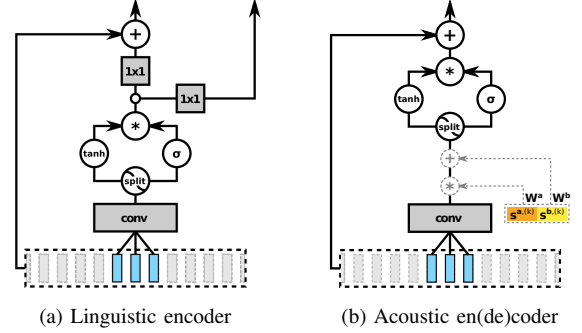 +
+
1x1
1x1
*
*
tanh
σ
tanh
σ
split
split
+
*
W^a W^b
conv
conv
s^a,(k) s^b,(k)
(a) Linguistic encoder
(b) Acoustic en(de)coder